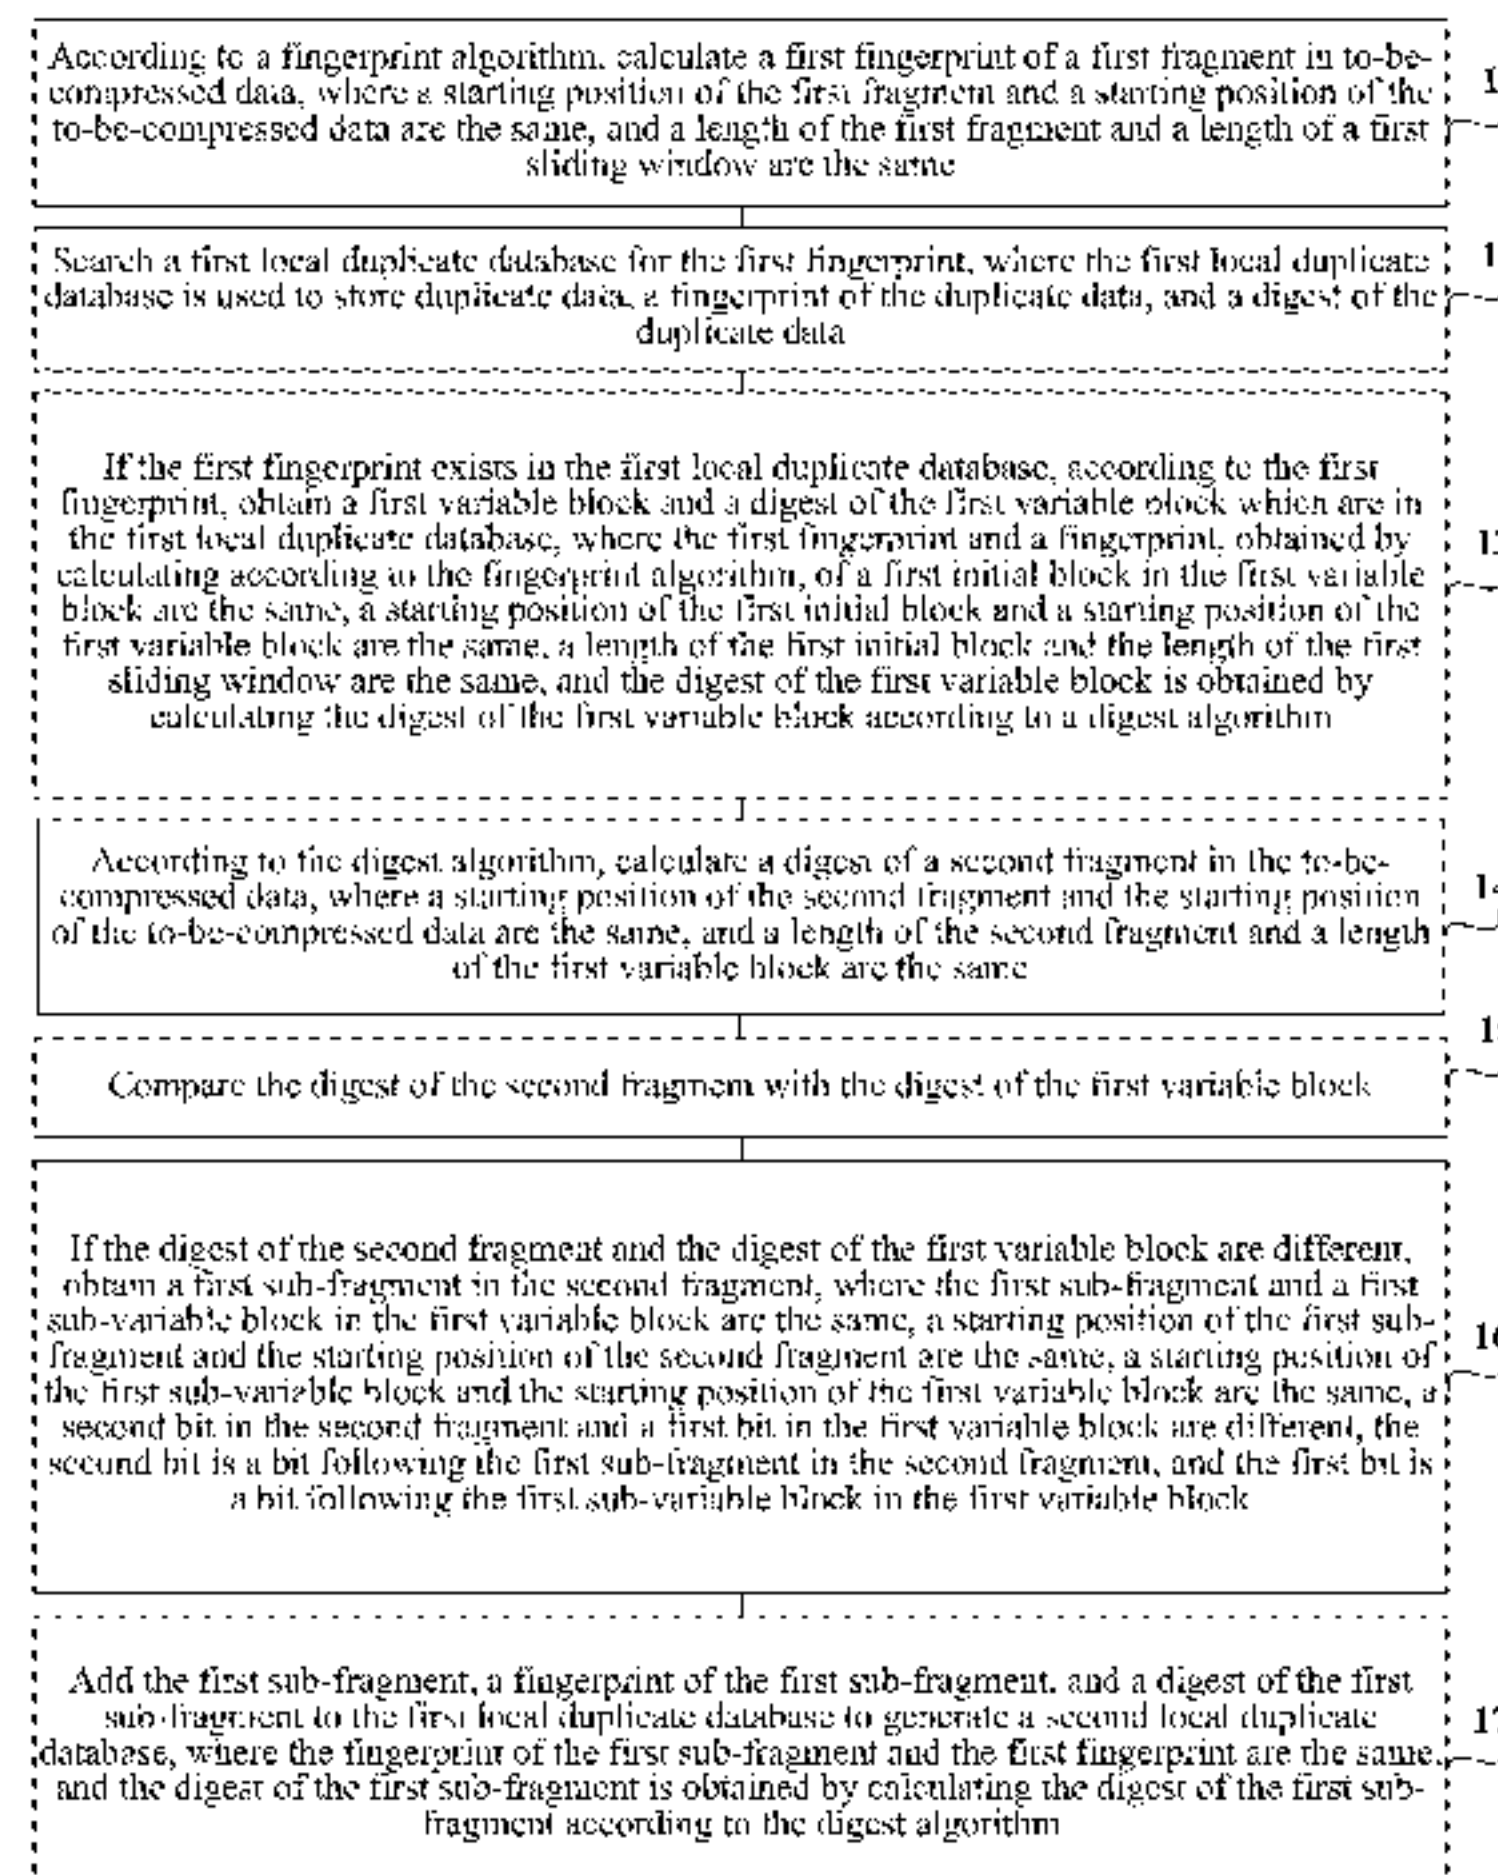 According to a fingerprint algorithm, calculate a first fingerprint of a first fragment in to-be-
compressed data, where a starting position of the first fragment and a starting position of the
to-be-compressed data are the same, and a length of the first fragment and a length of a first
sliding window are the same
1
Search a first local duplicate database for the first fingerprint, where the first local duplicate
database is used to store duplicate data, a fingerprint of the duplicate data, and a digest of the
duplicate data
1
If the first fingerprint exists in the first local duplicate database, according to the first
fingerprint, obtain a first variable block and a digest of the first variable block which are in
the first local duplicate database, where the first fingerprint and a fingerprint, obtained by
calculating according to the fingerprint algorithm, of a first initial block in the first variable
block are the same, a starting position of the first initial block and a starting position of the
first variable block are the same, a length of the first initial block and the length of the first
sliding window are the same, and the digest of the first variable block is obtained by
calculating the digest of the first variable block according to a digest algorithm
1
According to the digest algorithm, calculate a digest of a second fragment in the to-be-
compressed data, where a starting position of the second fragment and the starting position
of the to-be-compressed data are the same, and a length of the second fragment and a length
of the first variable block are the same
14
1
Compare the digest of the second fragment with the digest of the first variable block
If the digest of the second fragment and the digest of the first variable block are different,
obtain a first sub-fragment in the second fragment, where the first sub-fragment and a first
sub-variable block in the first variable block are the same, a starting position of the first sub-
fragment and the starting position of the second fragment are the same, a starting position of
the first sub-variable block and the starting position of the first variable block are the same, a
second bit in the second fragment and a first bit in the first variable block are different, the
second bit is a bit following the first sub-fragment in the second fragment, and the first bit is
a bit following the first sub-variable block in the first variable block
16
Add the first sub-fragment, a fingerprint of the first sub-fragment, and a digest of the first
sub-fragment to the first local duplicate database to generate a second local duplicate
database, where the fingerprint of the first sub-fragment and the first fingerprint are the same,
and the digest of the first sub-fragment is obtained by calculating the digest of the first sub-
fragment according to the digest algorithm
17